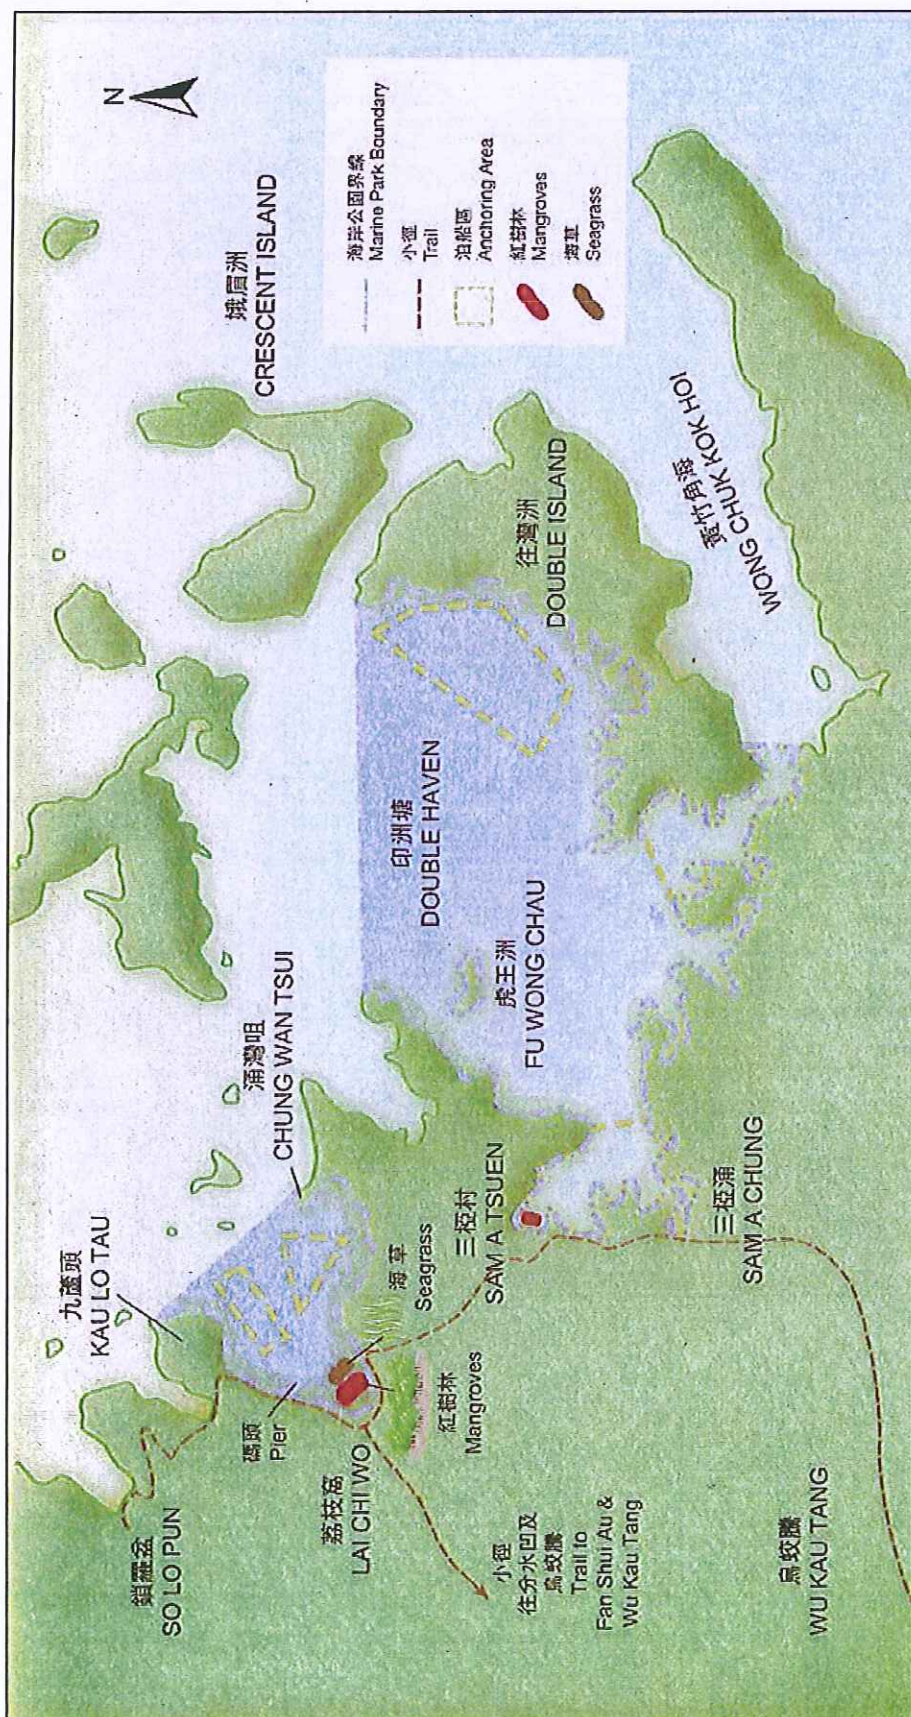 N
娥眉洲
CRESCENT ISLAND
九蘆頭
KAU LO TAU
涌灣咀
CHUNG WAN TSUI
鎖羅盆
SO LO PUN
碼頭
Pier
荔枝窩
LAI CHI WO
海草
Seagrass
紅樹林
Mangroves
三椏村
SAM A TSUEN
印洲塘
DOUBLE HAVEN
虎王洲
FU WONG CHAU
往灣洲
DOUBLE ISLAND
黃竹角海
WONG CHUK KOK HOI
小徑
往分水凹及
烏蛟騰
Trail to
Fan Shui Au &
Wu Kau Tang
三椏涌
SAM A CHUNG
烏蛟騰
WU KAU TANG
海岸公園界線
Marine Park Boundary
小徑
Trail
泊船區
Anchoring Area
紅樹林
Mangroves
海草
Seagrass